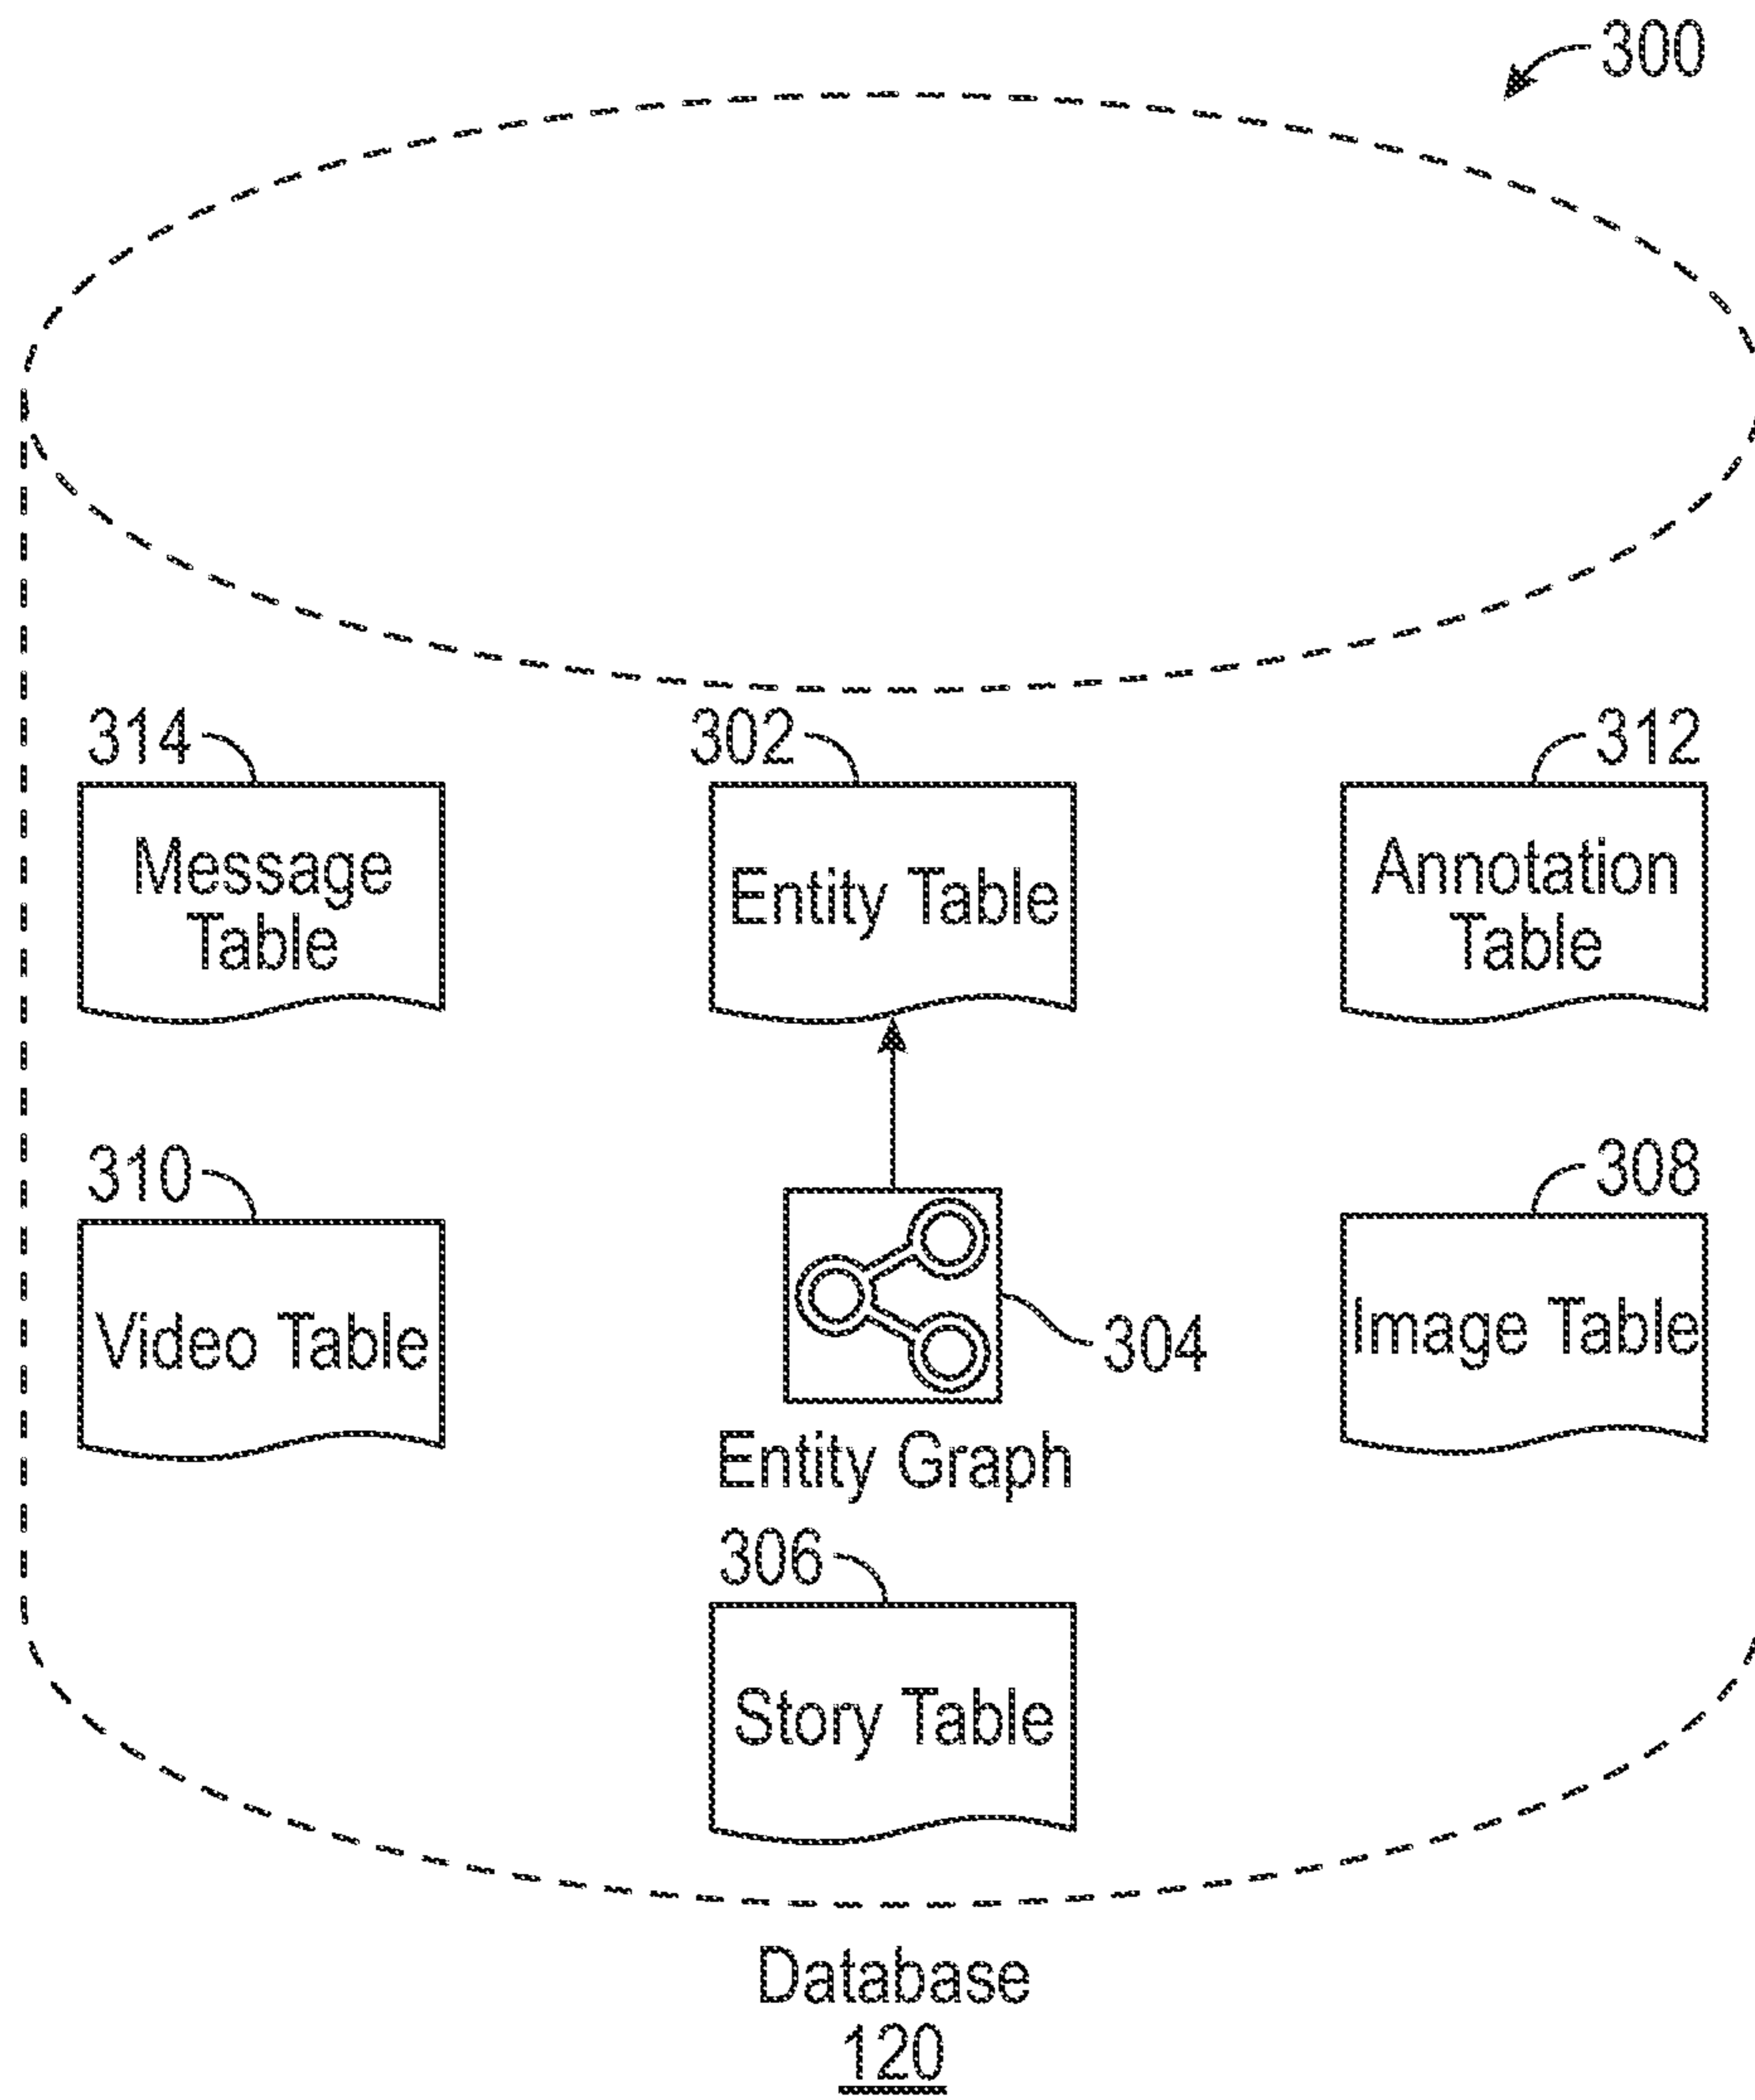 300
314
302
312
Message
Table
Entity Table
Annotation
Table
310
308
Video Table
304
Image Table
Entity Graph
306
Story Table
Database
120